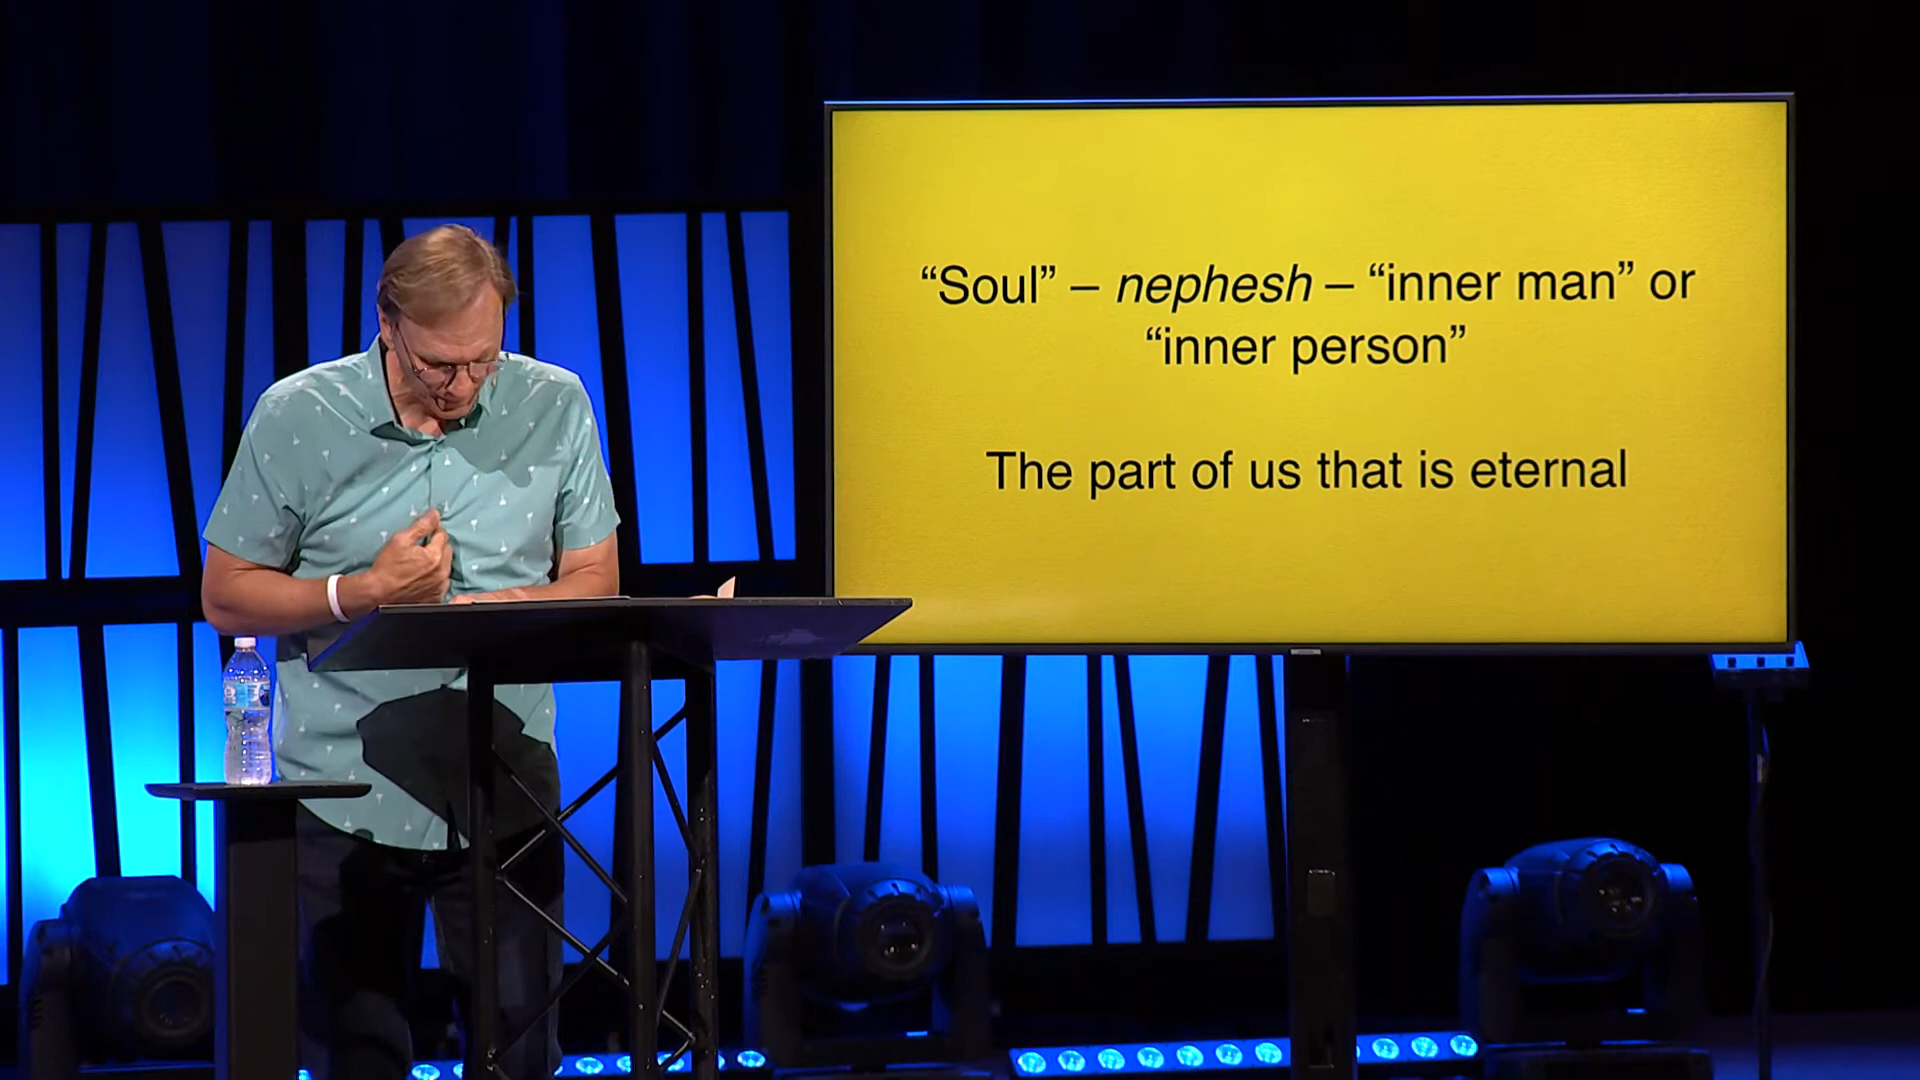 “Soul” – nephesh – “inner man” or
“inner person”
The part of us that is eternal